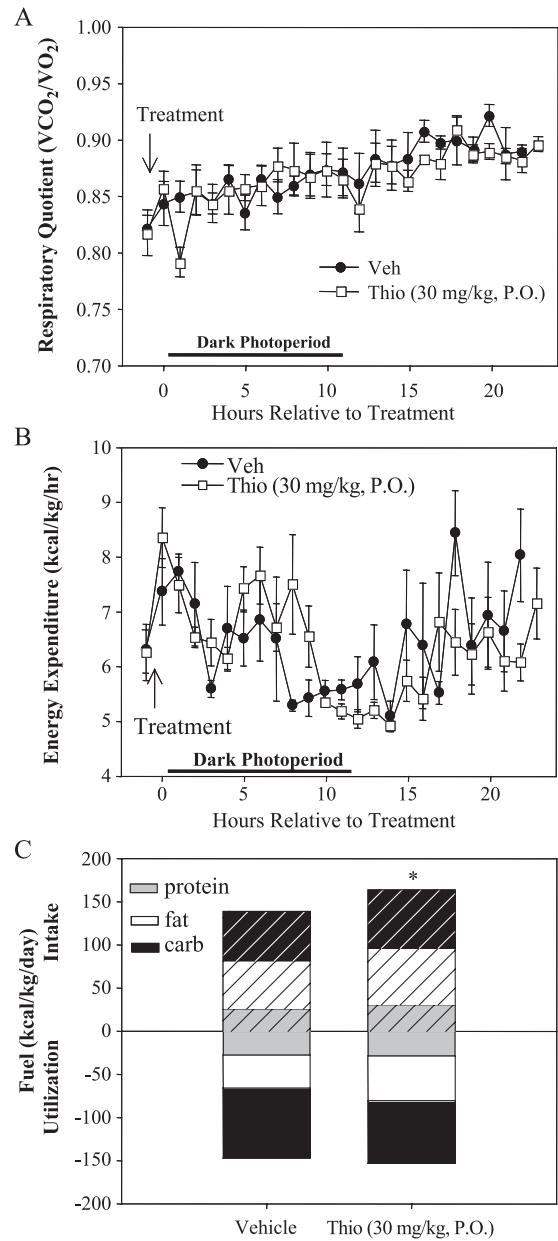 A
Respiratory Quotient (VCO2/VO2)
1.00
0.95
0.90
0.85
0.80
0.75
0.70
Treatment
Veh
Thio (30 mg/kg, P.O.)
Dark Photoperiod
0 5 10 15 20
Hours Relative to Treatment
B
Energy Expenditure (kcal/kg/hr)
10
9
8
7
6
5
4
Veh
Thio (30 mg/kg, P.O.)
Treatment
Dark Photoperiod
0 5 10 15 20
Hours Relative to Treatment
C
Fuel (kcal/kg/day)
Utilization Intake
200
150
100
50
0
-50
-100
-150
-200
protein
fat
carb
*
Vehicle Thio (30 mg/kg, P.O.)